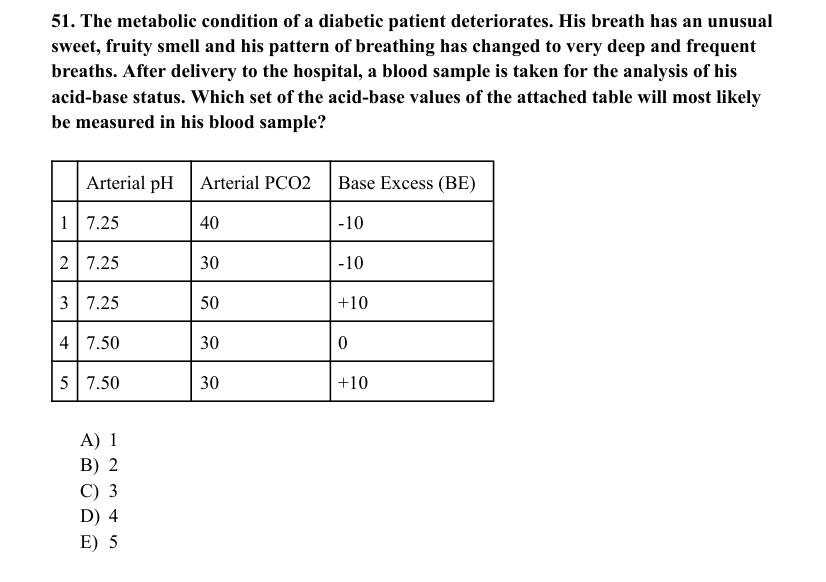 51. The metabolic condition of a diabetic patient deteriorates. His breath has an unusual
sweet, fruity smell and his pattern of breathing has changed to very deep and frequent
breaths. After delivery to the hospital, a blood sample is taken for the analysis of his
acid-base status. Which set of the acid-base values of the attached table will most likely
be measured in his blood sample?
Arterial pH Arterial PCO2 Base Excess (BE)
1 7.25 40 -10
2 7.25 30 -10
3 7.25 50 +10
4 7.50 30 0
5 7.50 30 +10
A) 1
B) 2
C) 3
D) 4
E) 5